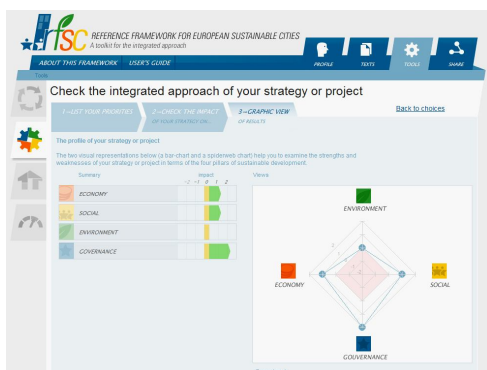 rfsc REFERENCE FRAMEWORK FOR EUROPEAN SUSTAINABLE CITIES
A toolkit for the integrated approach
ABOUT THIS FRAMEWORK USER'S GUIDE
PROFILE TEXTS TOOLS SHARE
Tools
Check the integrated approach of your strategy or project
1-LIST YOUR PRIORITIES 2-CHECK THE IMPACT 3-GRAPHIC VIEW Back to choices
OF YOUR STRATEGY ON... OF RESULTS
The profile of your strategy or project
The two visual representations below (a bar-chart and a spiderweb chart) help you to examine the strengths and
weaknesses of your strategy or project in terms of the four pillars of sustainable development.
Summary Impact Views
-2 -1 0 1 2
ECONOMY
SOCIAL
ENVIRONMENT
GOVERNANCE
ENVIRONMENT
ECONOMY SOCIAL
GOUVERNANCE